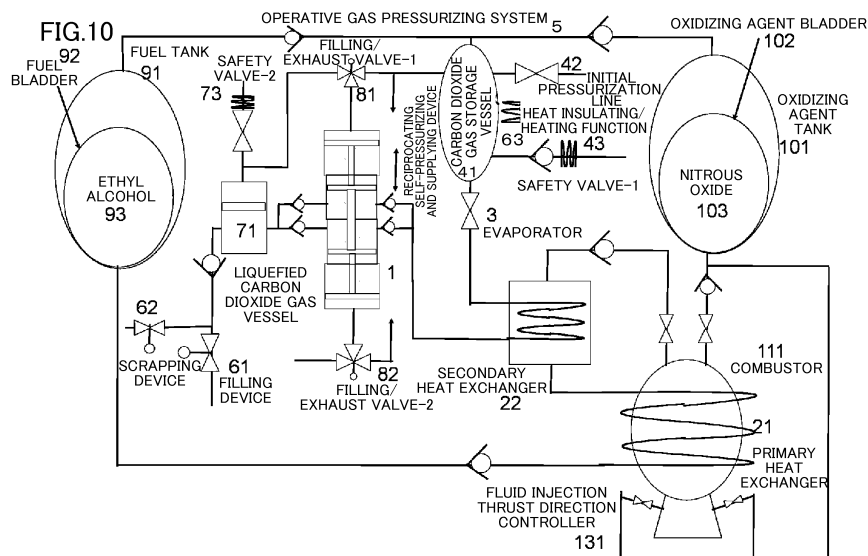 OPERATIVE GAS PRESSURIZING SYSTEM
FIG.10
92
FUEL
BLADDER
FUEL TANK
91
SAFETY
VALVE-2
73
FILLING/
EXHAUST VALVE-1
81
5
42
INITIAL
PRESSURIZATION
LINE
HEAT INSULATING/
HEATING FUNCTION
63
43
SAFETY VALVE-1
OXIDIZING AGENT BLADDER
102
OXIDIZING
AGENT
TANK
101
CARBON DIOXIDE
GAS STORAGE
VESSEL
41
RECIPROCATING
SELF-PRESSURIZING
AND SUPPLYING DEVICE
ETHYL
ALCOHOL
93
NITROUS
OXIDE
103
71
3
EVAPORATOR
LIQUEFIED
CARBON
DIOXIDE GAS
VESSEL
1
62
SCRAPPING
DEVICE
61
FILLING
DEVICE
82
FILLING/
EXHAUST VALVE-2
SECONDARY
HEAT EXCHANGER
22
111
COMBUSTOR
21
PRIMARY
HEAT
EXCHANGER
FLUID INJECTION
THRUST DIRECTION
CONTROLLER
131